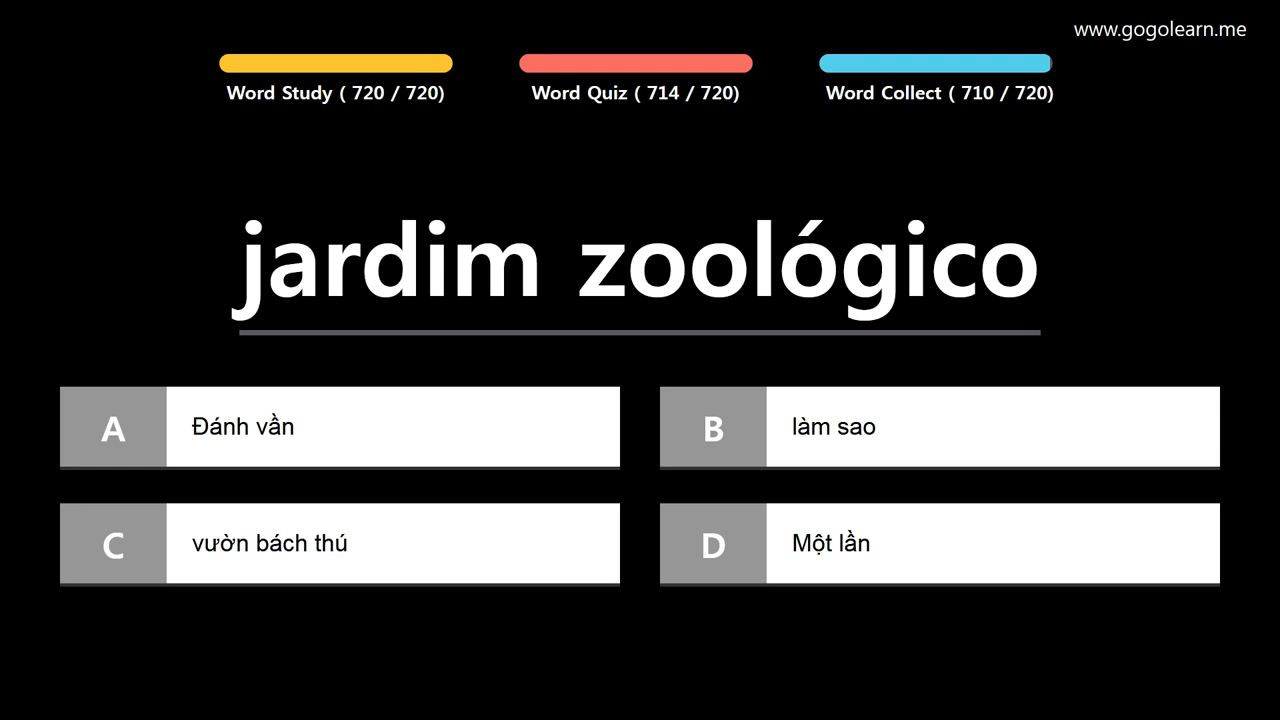 www.gogolearn.me
Word Study ( 720 / 720)
Word Quiz ( 714 / 720)
Word Collect ( 710 / 720)
jardim zoológico
A
Đánh vần
B
làm sao
C
vườn bách thú
D
Một lần